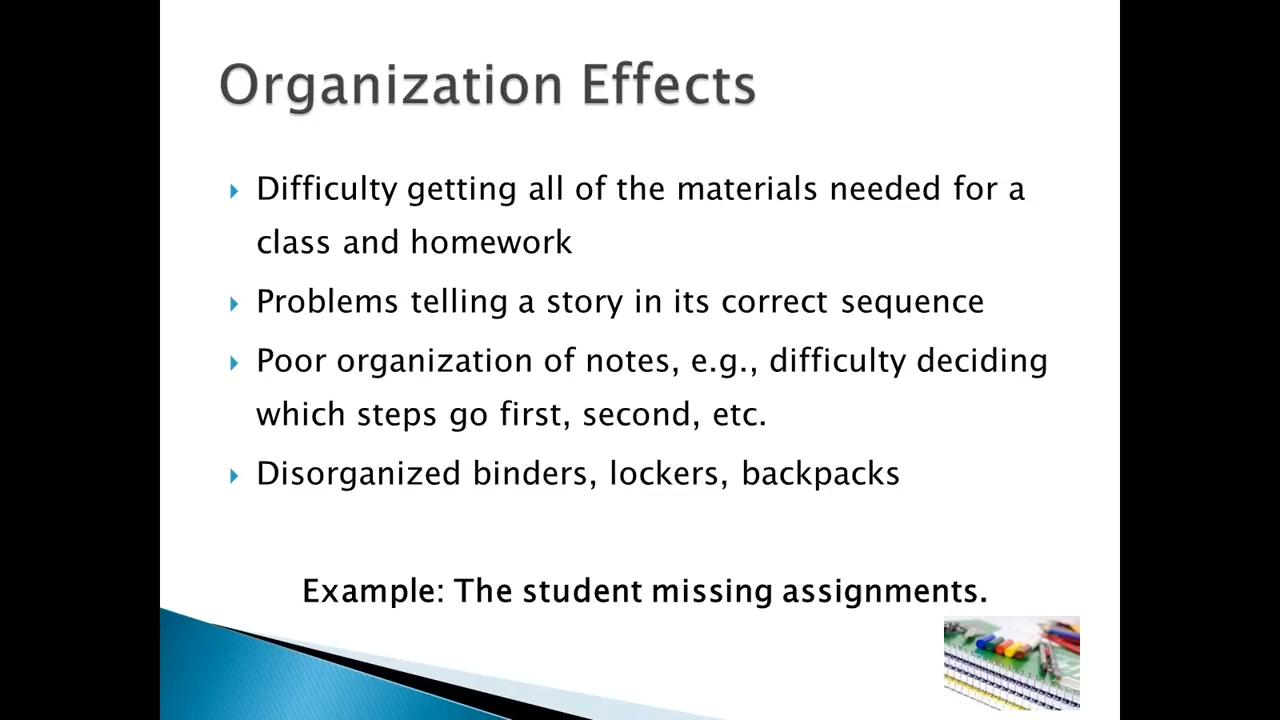 Organization Effects
Difficulty getting all of the materials needed for a
class and homework
Problems telling a story in its correct sequence
Poor organization of notes, e.g., difficulty deciding
which steps go first, second, etc.
Disorganized binders, lockers, backpacks
Example: The student missing assignments.